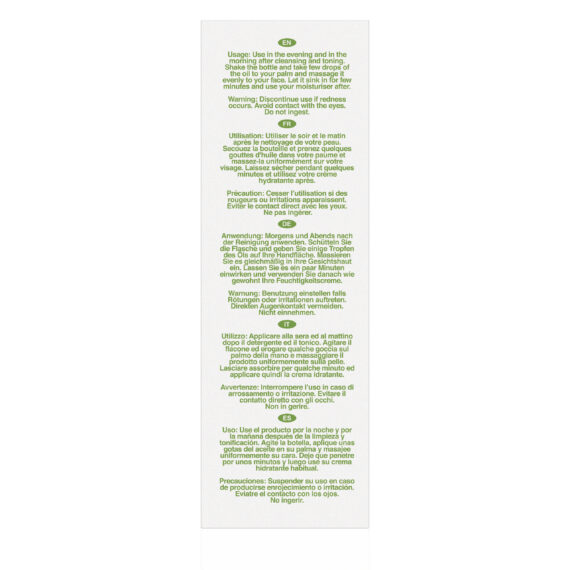 EN
Usage: Use in the evening and in the
morning after cleansing and toning.
Shake the bottle and take few drops of
the oil to your palm and massage it
evenly to your face. Let it sink in for few
minutes and use your moisturiser after.
Warning: Discontinue use if redness
occurs. Avoid contact with the eyes.
Do not ingest.
FR
Utilisation: Utiliser le soir et le matin
après le nettoyage de votre peau.
Secouez la bouteille et prenez quelques
gouttes d'huile dans votre paume et
massez-la uniformément sur votre
visage. Laissez sécher pendant quelques
minutes et utilisez votre crème
hydratante après.
Précaution: Cesser l'utilisation si des
rougeurs ou irritations apparaissent.
Éviter le contact direct avec les yeux.
Ne pas ingérer.
DE
Anwendung: Morgens und Abends nach
der Reinigung anwenden. Schütteln Sie
die Flasche und geben Sie einige Tropfen
des Öls auf Ihre Handfläche. Massieren
Sie es gleichmäßig in Ihre Gesichtshaut
ein. Lassen Sie es ein paar Minuten
einwirken und verwenden Sie danach wie
gewohnt Ihre Feuchtigkeitscreme.
Warnung: Benutzung einstellen falls
Rötungen oder Irritationen auftreten.
Direkten Augenkontakt vermeiden.
Nicht einnehmen.
IT
Utilizzo: Applicare alla sera ed al mattino
dopo il detergente ed il tonico. Agitare il
flacone ed erogare qualche goccia sul
palmo della mano e massaggiare il
prodotto uniformemente sulla pelle.
Lasciare assorbire per qualche minuto ed
applicare quindi la crema idratante.
Avvertenze: Interrompere l'uso in caso di
arrossamento o irritazione. Evitare il
contatto diretto con gli occhi.
Non in gerire.
ES
Uso: Use el producto por la noche y por
la mañana después de la limpieza y
tonificación. Agite la botella, aplique unas
gotas del aceite en su palma y masajee
uniformemente su cara. Deje que penetre
por unos minutos y luego use su crema
hidratante habitual.
Precauciones: Suspender su uso en caso
de producirse enrojecimiento o irritación.
Eviatre el contacto con los ojos.
No ingerir.